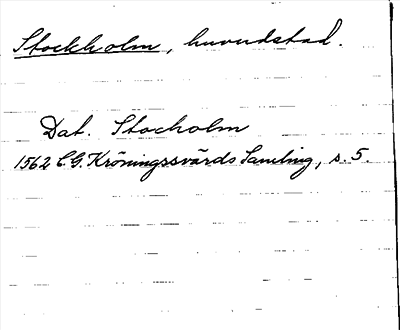 Stockholm, huvudstad.
Dat. Stocholm
1562 C.G. Kröningssvärds Samling, s. 5.